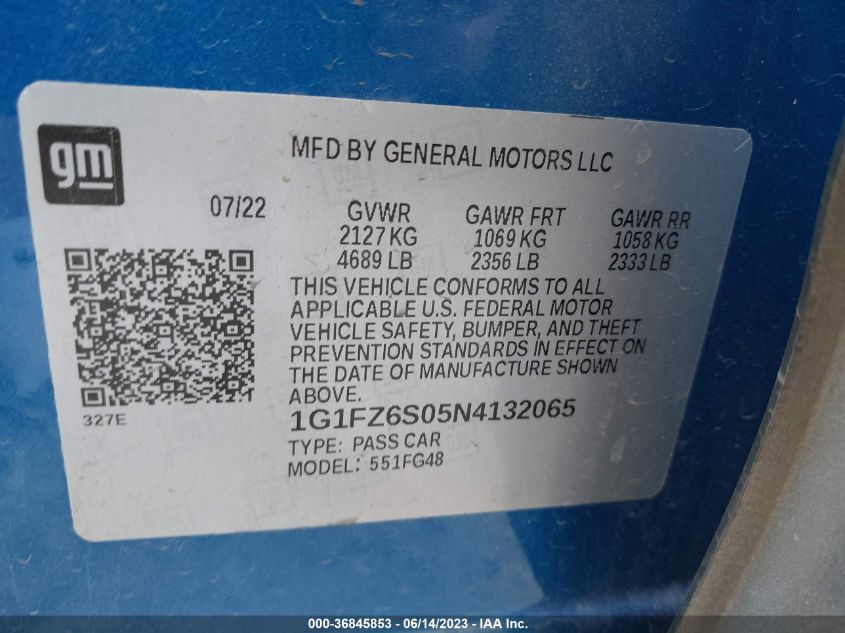 gm
MFD BY GENERAL MOTORS LLC
07/22 GVWR GAWR FRT GAWR RR
2127 KG 1069 KG 1058 KG
4689 LB 2356 LB 2333 LB
THIS VEHICLE CONFORMS TO ALL
APPLICABLE U.S. FEDERAL MOTOR
VEHICLE SAFETY, BUMPER, AND THEFT
PREVENTION STANDARDS IN EFFECT ON
THE DATE OF MANUFACTURE SHOWN
ABOVE.
327E
1G1FZ6S05N4132065
TYPE: PASS CAR
MODEL: 551FG48
000-36845853 - 06/14/2023 - IAA Inc.